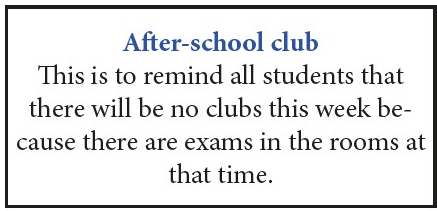 After-school club
This is to remind all students that
there will be no clubs this week be-
cause there are exams in the rooms at
that time.